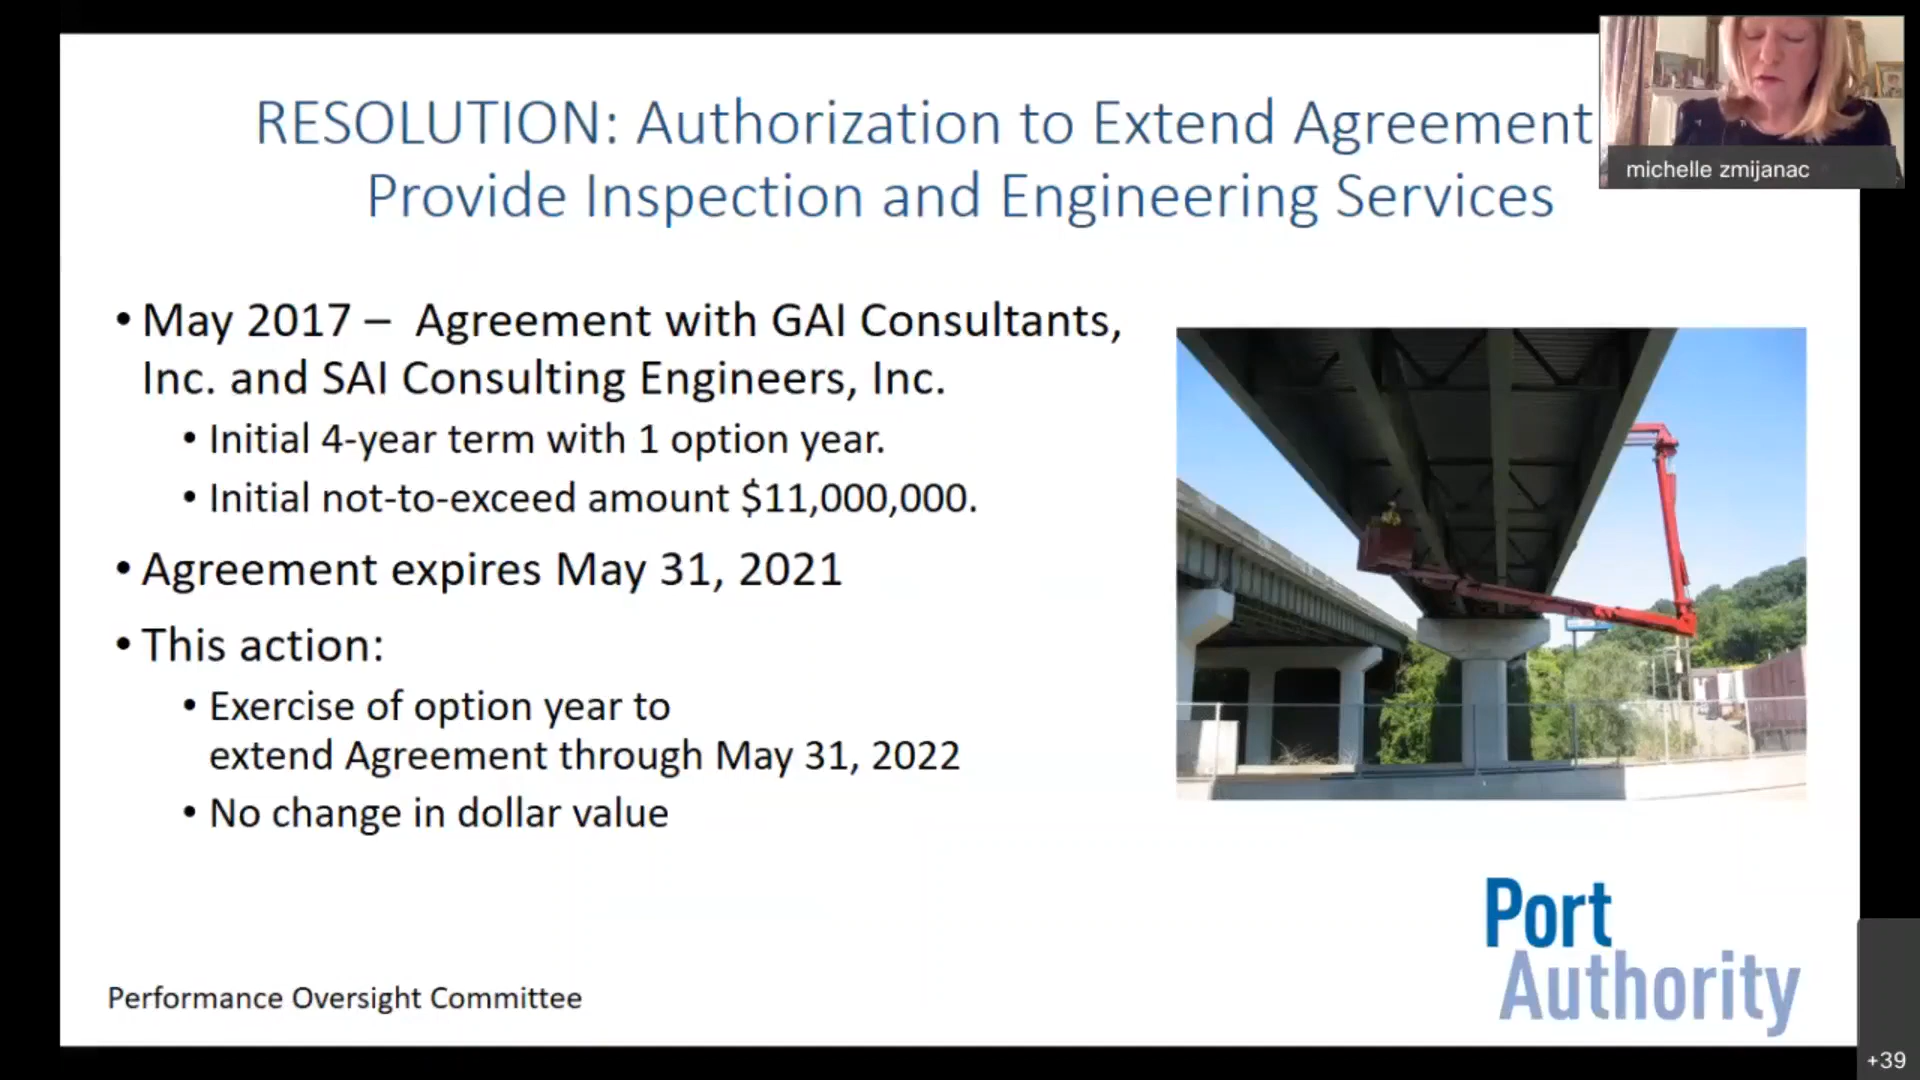 RESOLUTION: Authorization to Extend Agreement
Provide Inspection and Engineering Services
michelle zmijanac
• May 2017 – Agreement with GAI Consultants,
Inc. and SAI Consulting Engineers, Inc.
• Initial 4-year term with 1 option year.
• Initial not-to-exceed amount $11,000,000.
• Agreement expires May 31, 2021
• This action:
• Exercise of option year to
extend Agreement through May 31, 2022
• No change in dollar value
Port
Authority
Performance Oversight Committee
+39